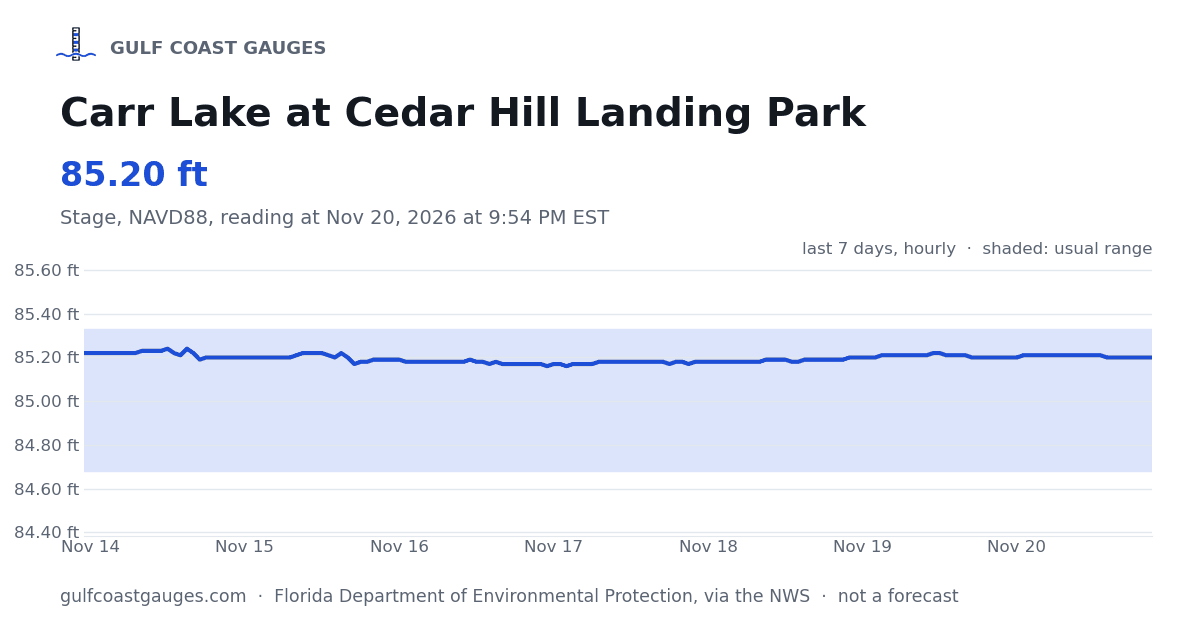 GULF COAST GAUGES
Carr Lake at Cedar Hill Landing Park
85.20 ft
Stage, NAVD88, reading at Nov 20, 2026 at 9:54 PM EST
last 7 days, hourly · shaded: usual range
85.60 ft
85.40 ft
85.20 ft
85.00 ft
84.80 ft
84.60 ft
84.40 ft
Nov 14 Nov 15 Nov 16 Nov 17 Nov 18 Nov 19 Nov 20
gulfcoastgauges.com · Florida Department of Environmental Protection, via the NWS · not a forecast